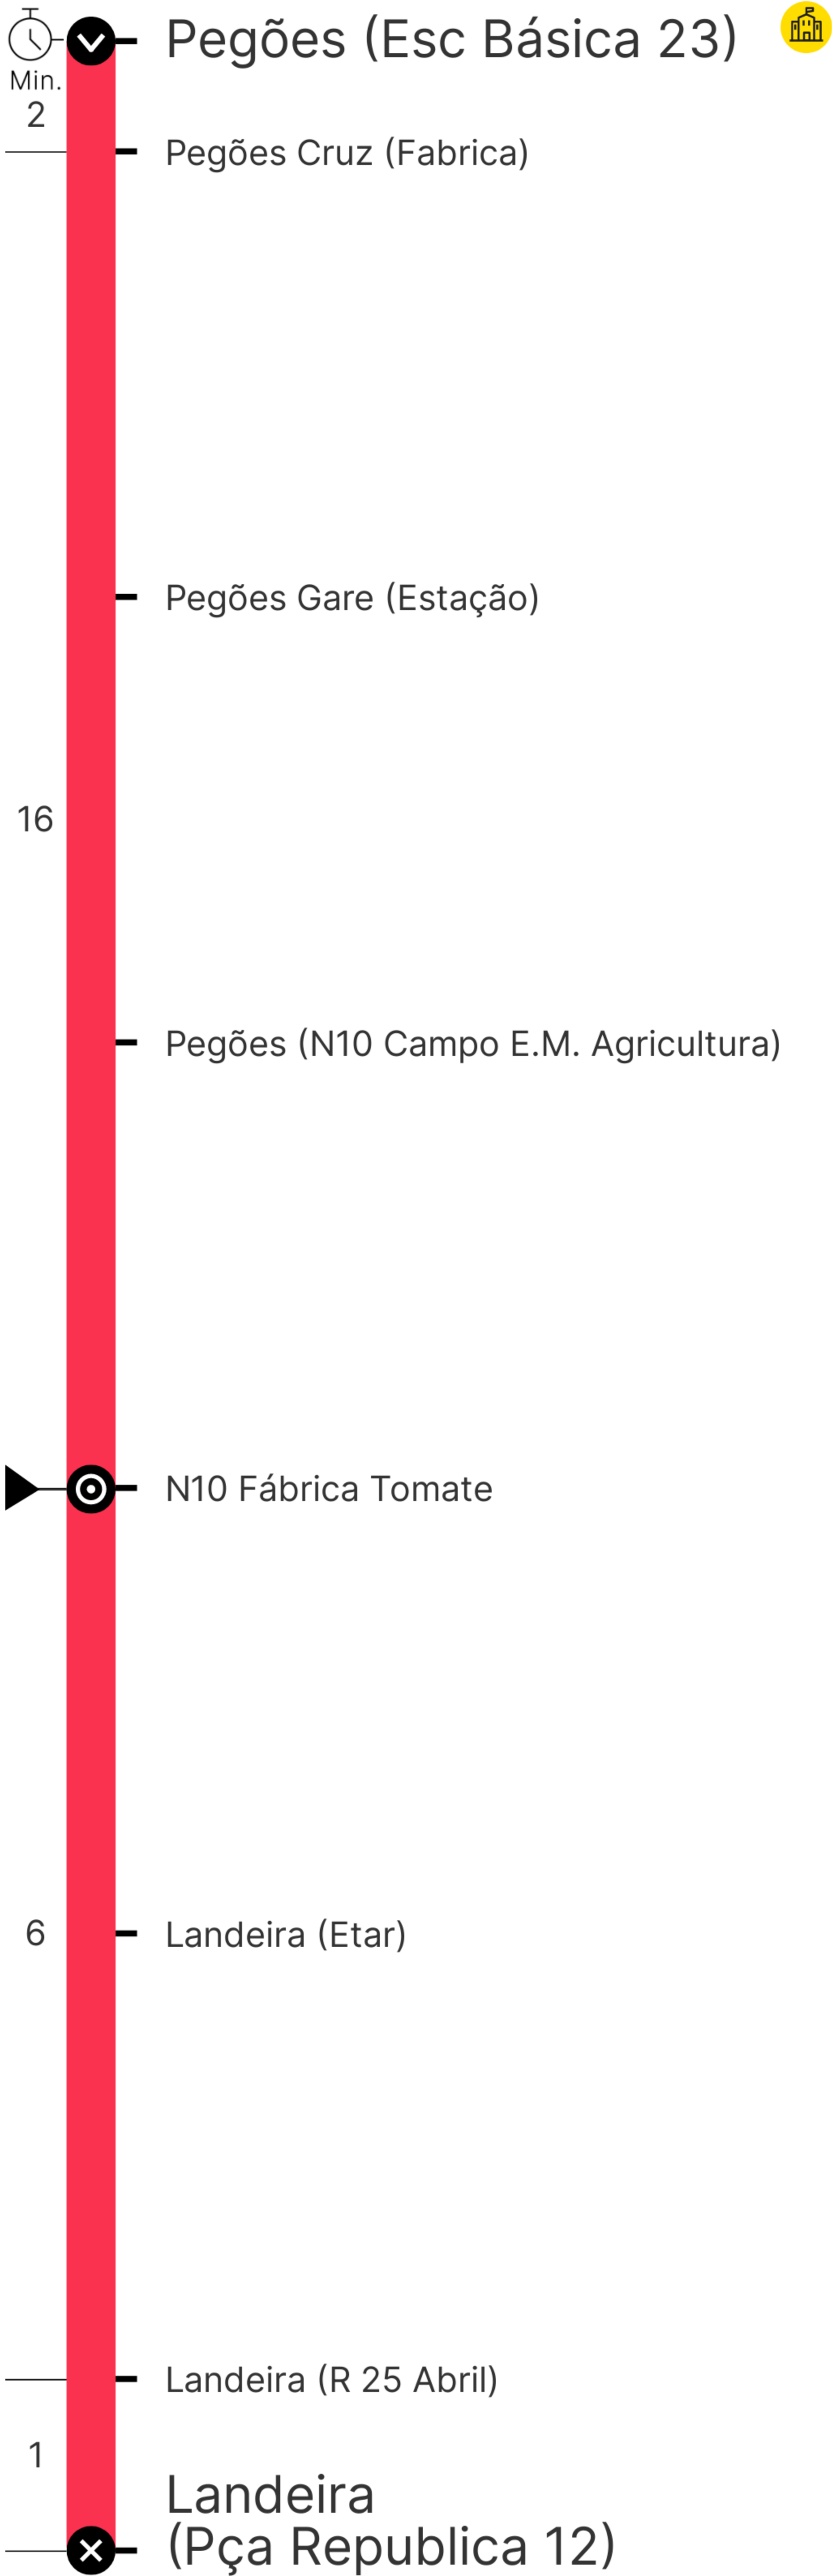 Pegões (Esc Básica 23)
Min.
2
Pegões Cruz (Fabrica)
Pegões Gare (Estação)
16
Pegões (N10 Campo E.M. Agricultura)
N10 Fábrica Tomate
6
Landeira (Etar)
Landeira (R 25 Abril)
1
Landeira
(Pça Republica 12)